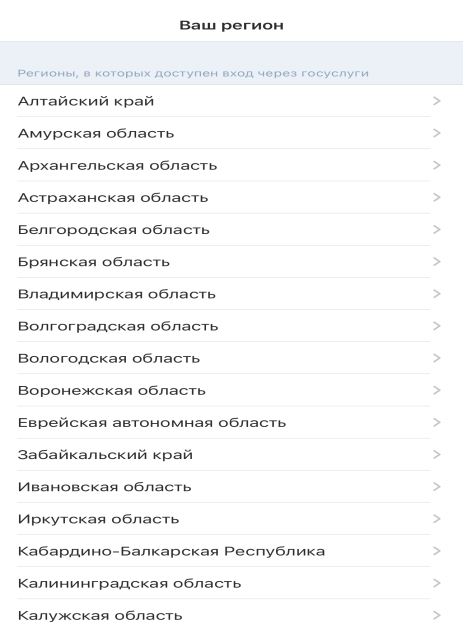 Ваш регион
Регионы, в которых доступен вход через госуслуги
Алтайский край
Амурская область
Архангельская область
Астраханская область
Белгородская область
Брянская область
Владимирская область
Волгоградская область
Вологодская область
Воронежская область
Еврейская автономная область
Забайкальский край
Ивановская область
Иркутская область
Кабардино-Балкарская Республика
Калининградская область
Калужская область